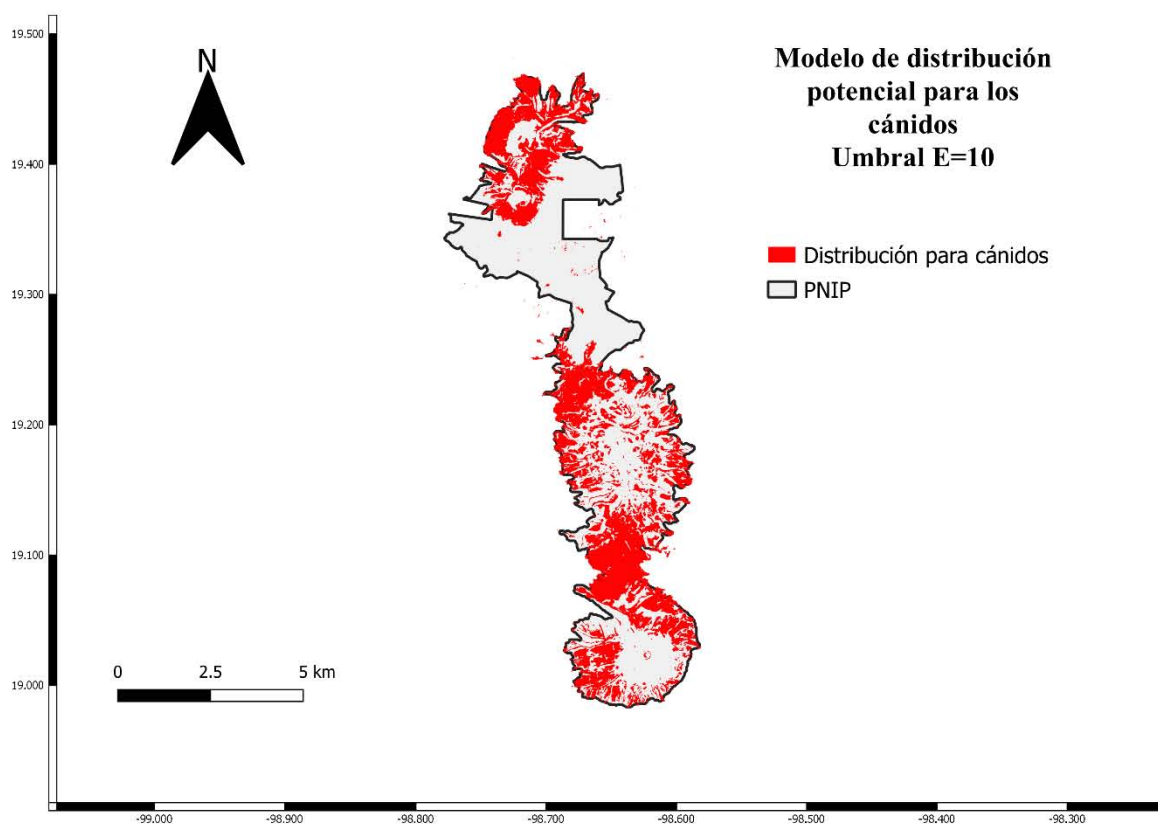 19.500
19.400
19.300
19.200
19.100
19.000
N
Modelo de distribución
potencial para los
cánidos
Umbral E=10
Distribución para cánidos
PNIP
0 2.5 5 km
-99.000 -98.900 -98.800 -98.700 -98.600 -98.500 -98.400 -98.300